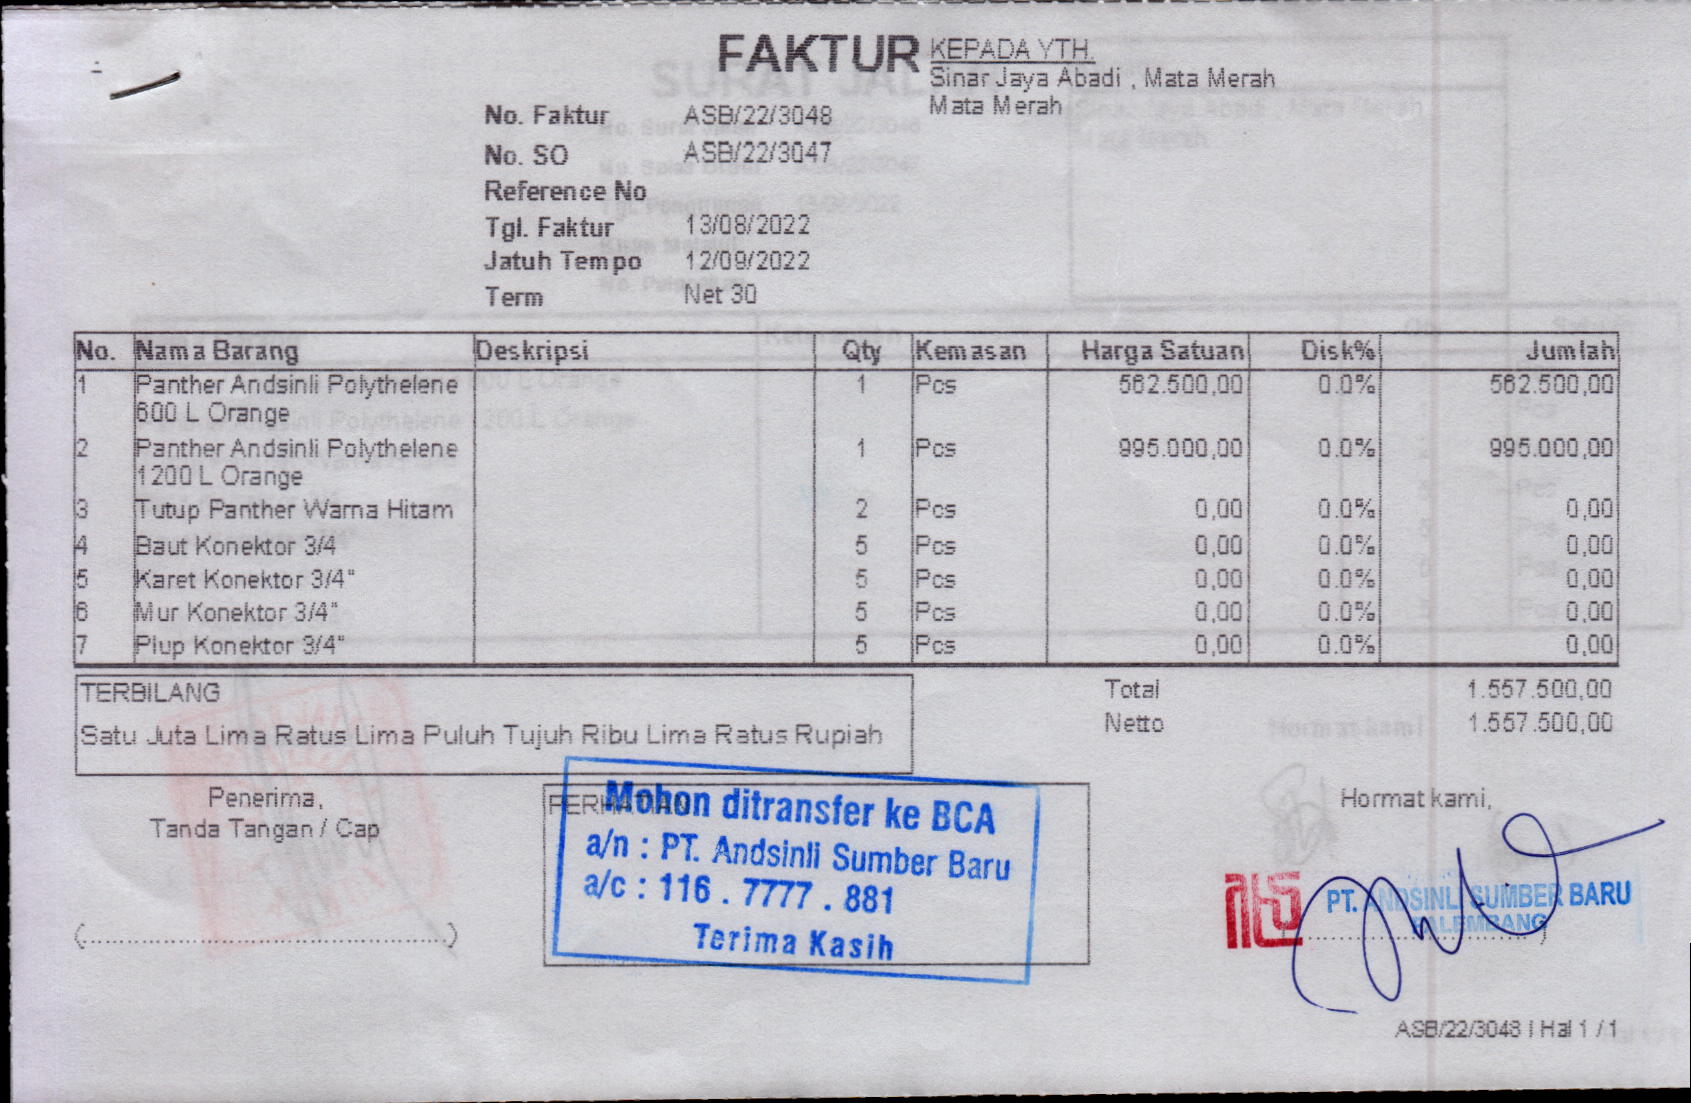 FAKTUR
KEPADA YTH.
Sinar Jaya Abadi , Mata Merah
Mata Merah
No. Faktur ASB/22/3048
No. SO ASB/22/3047
Reference No
Tgl. Faktur 13/08/2022
Jatuh Tempo 12/09/2022
Term Net 30
No. Nama Barang Deskripsi Qty Kemasan Harga Satuan Disk% Jumlah
1 Panther Andsinli Polythelene 1 Pcs 562.500,00 0.0% 562.500,00
600 L Orange
2 Panther Andsinli Polythelene 1 Pcs 995.000,00 0.0% 995.000,00
1200 L Orange
3 Tutup Panther Warna Hitam 2 Pcs 0,00 0.0% 0,00
4 Baut Konektor 3/4 5 Pcs 0,00 0.0% 0,00
5 Karet Konektor 3/4" 5 Pcs 0,00 0.0% 0,00
6 Mur Konektor 3/4" 5 Pcs 0,00 0.0% 0,00
7 Plup Konektor 3/4" 5 Pcs 0,00 0.0% 0,00
TERBILANG
Satu Juta Lima Ratus Lima Puluh Tujuh Ribu Lima Ratus Rupiah
Total 1.557.500,00
Netto 1.557.500,00
Penerima,
Tanda Tangan / Cap
PERHATIAN
Mohon ditransfer ke BCA
a/n : PT. Andsinli Sumber Baru
a/c : 116 . 7777 . 881
Terima Kasih
Hormat kami,
PT. ANDSINLI SUMBER BARU
PALEMBANG
ASB/22/3048 | Hal 1 / 1